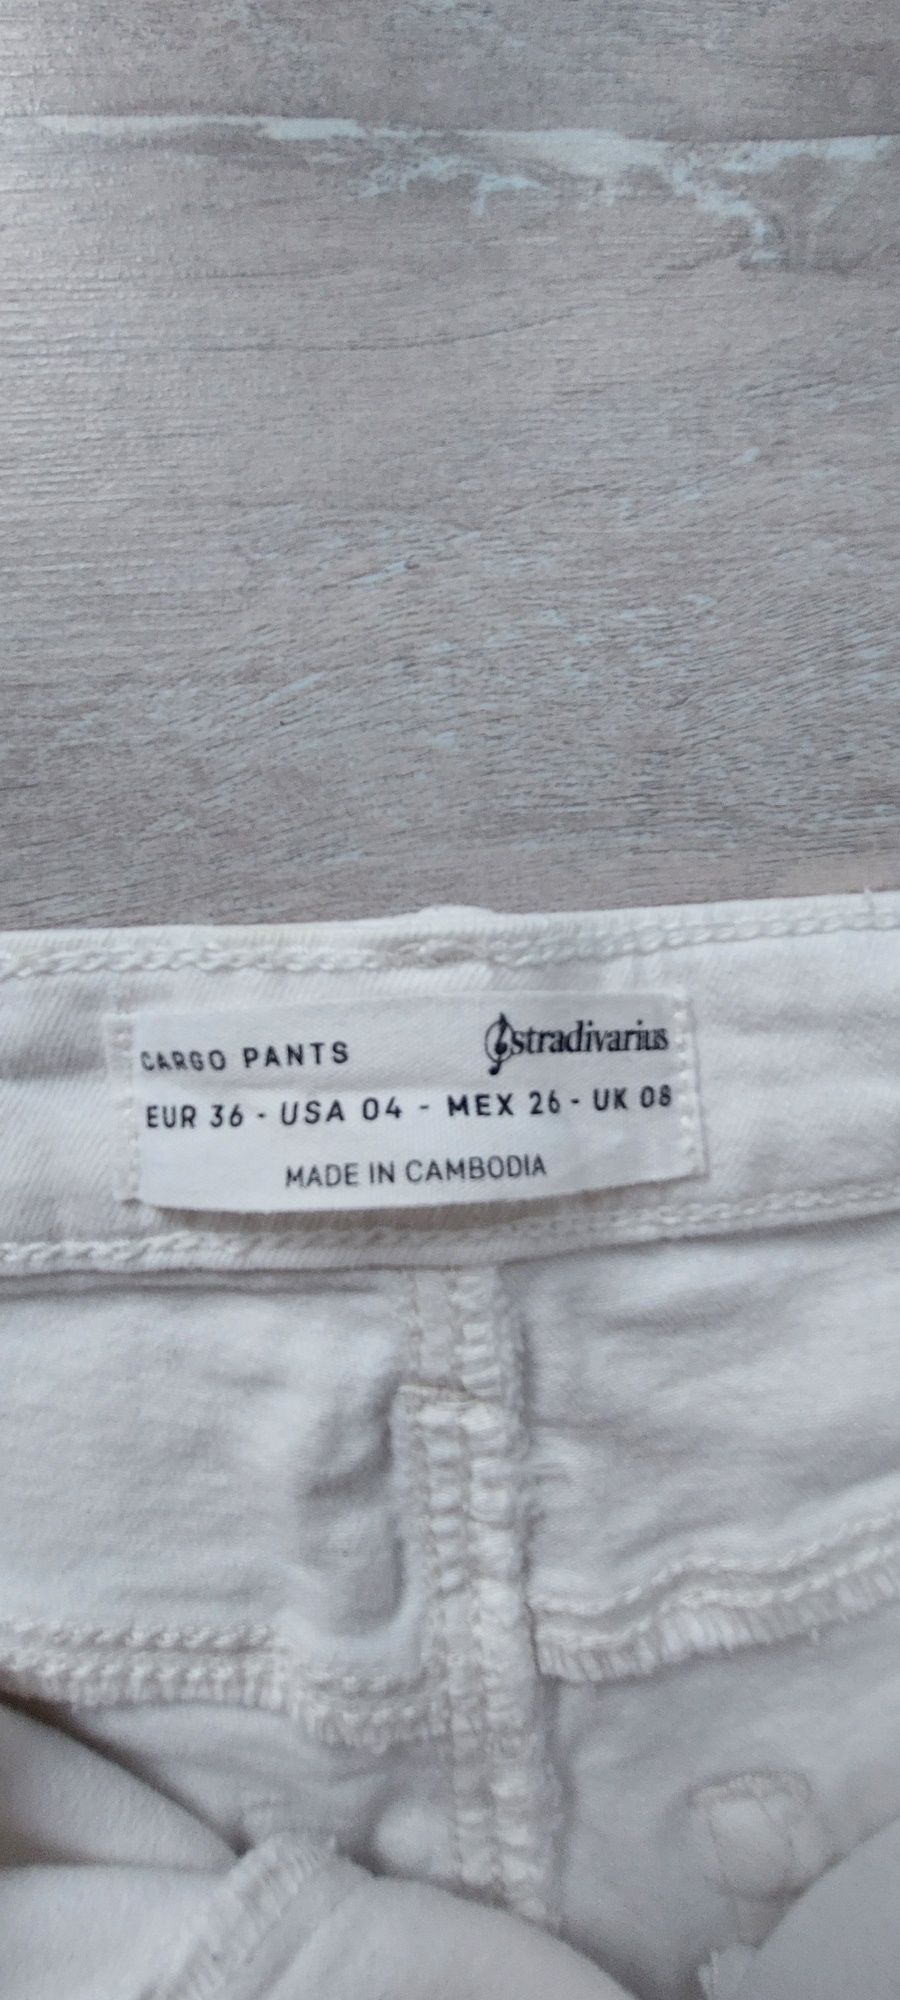 CARGO PANTS stradivarius
EUR 36 - USA 04 - MEX 26 - UK 08
MADE IN CAMBODIA